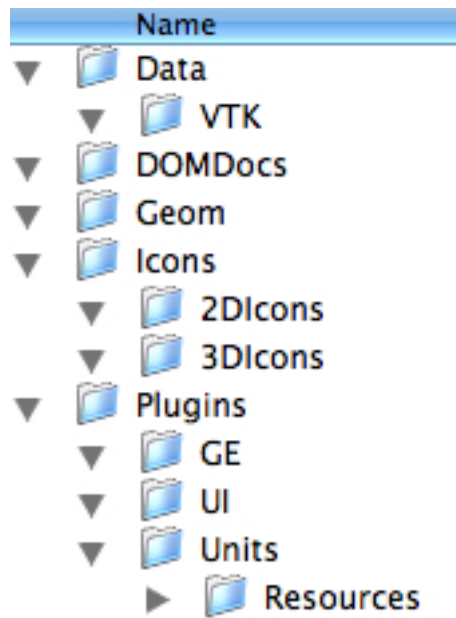 Name
Data
VTK
DOMDocs
Geom
Icons
2DIcons
3DIcons
Plugins
GE
UI
Units
Resources